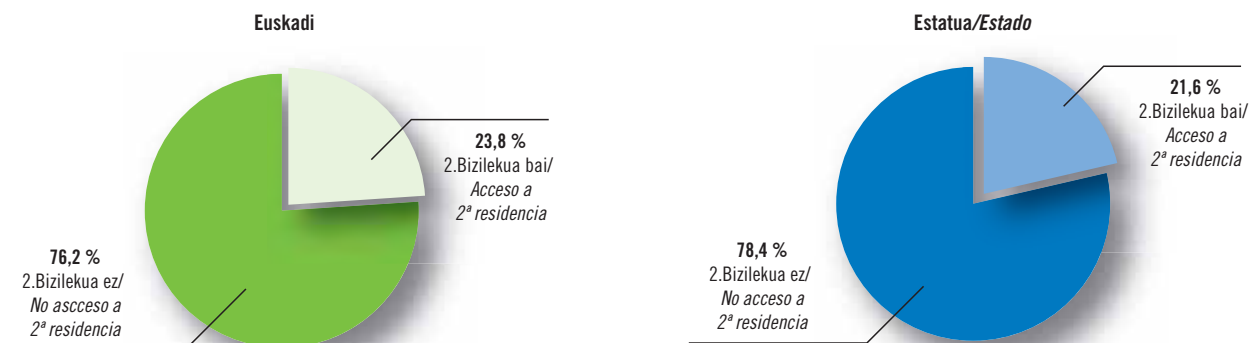 Euskadi
23,8 %
2.Bizilekua bai/
Acceso a
2ª residencia
76,2 %
2.Bizilekua ez/
No ascceso a
2ª residencia
Estatua/Estado
21,6 %
2.Bizilekua bai/
Acceso a
2ª residencia
78,4 %
2.Bizilekua ez/
No acceso a
2ª residencia